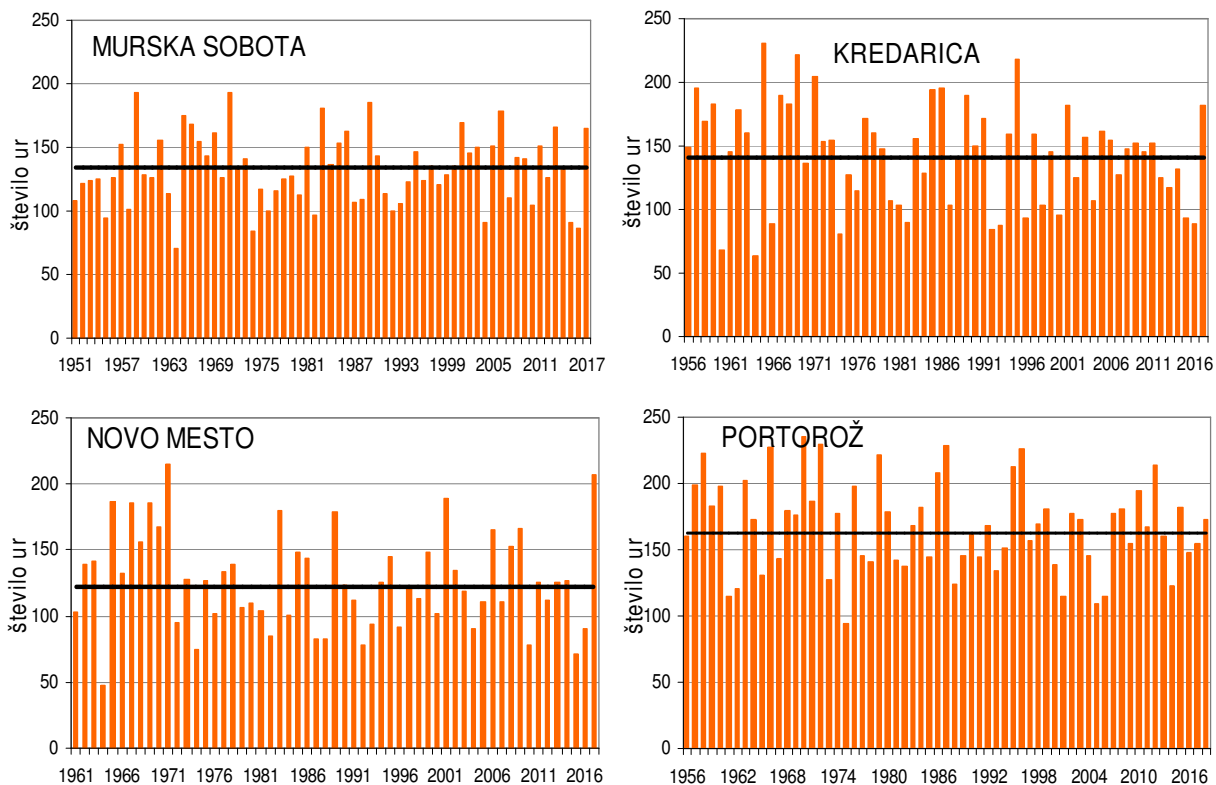 MURSKA SOBOTA
število ur
250
200
150
100
50
0
1951 1957 1963 1969 1975 1981 1987 1993 1999 2005 2011 2017
KREDARICA
število ur
250
200
150
100
50
0
1956 1961 1966 1971 1976 1981 1986 1991 1996 2001 2006 2011 2016
NOVO MESTO
število ur
250
200
150
100
50
0
1961 1966 1971 1976 1981 1986 1991 1996 2001 2006 2011 2016
PORTOROŽ
število ur
250
200
150
100
50
0
1956 1962 1968 1974 1980 1986 1992 1998 2004 2010 2016